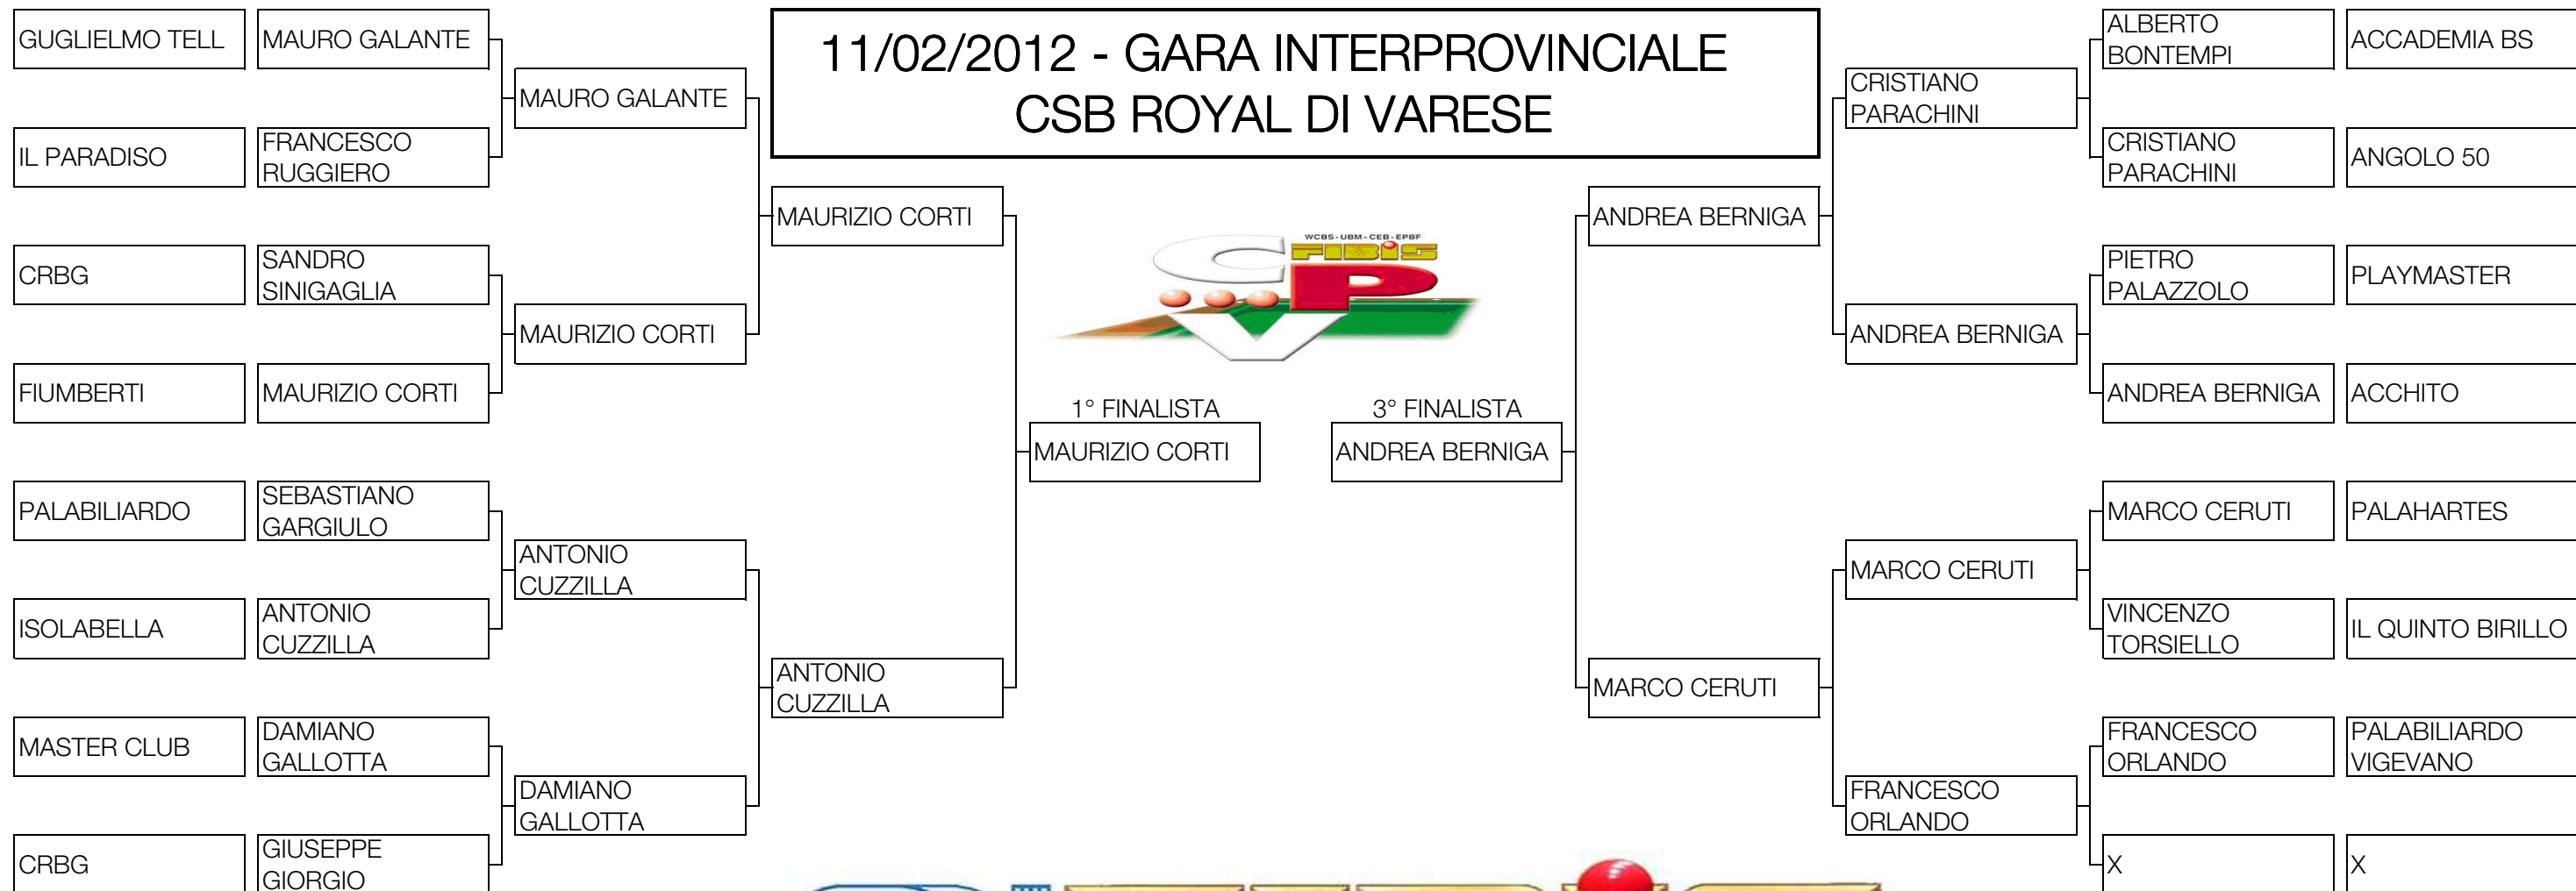 11/02/2012 - GARA INTERPROVINCIALE
CSB ROYAL DI VARESE
GUGLIELMO TELL
MAURO GALANTE
IL PARADISO
FRANCESCO
RUGGIERO
CRBG
SANDRO
SINIGAGLIA
FIUMBERTI
MAURIZIO CORTI
PALABILIARDO
SEBASTIANO
GARGIULO
ISOLABELLA
ANTONIO
CUZZILLA
MASTER CLUB
DAMIANO
GALLOTTA
CRBG
GIUSEPPE
GIORGIO
MAURO GALANTE
MAURIZIO CORTI
ANTONIO
CUZZILLA
DAMIANO
GALLOTTA
MAURIZIO CORTI
ANTONIO
CUZZILLA
WCBS-UBM-CEB-EPBF
FIBIS
C P V
1° FINALISTA
MAURIZIO CORTI
3° FINALISTA
ANDREA BERNIGA
ANDREA BERNIGA
MARCO CERUTI
CRISTIANO
PARACHINI
ANDREA BERNIGA
MARCO CERUTI
FRANCESCO
ORLANDO
ALBERTO
BONTEMPI
ACCADEMIA BS
CRISTIANO
PARACHINI
ANGOLO 50
PIETRO
PALAZZOLO
PLAYMASTER
ANDREA BERNIGA
ACCHITO
MARCO CERUTI
PALAHARTES
VINCENZO
TORSIELLO
IL QUINTO BIRILLO
FRANCESCO
ORLANDO
PALABILIARDO
VIGEVANO
X
X